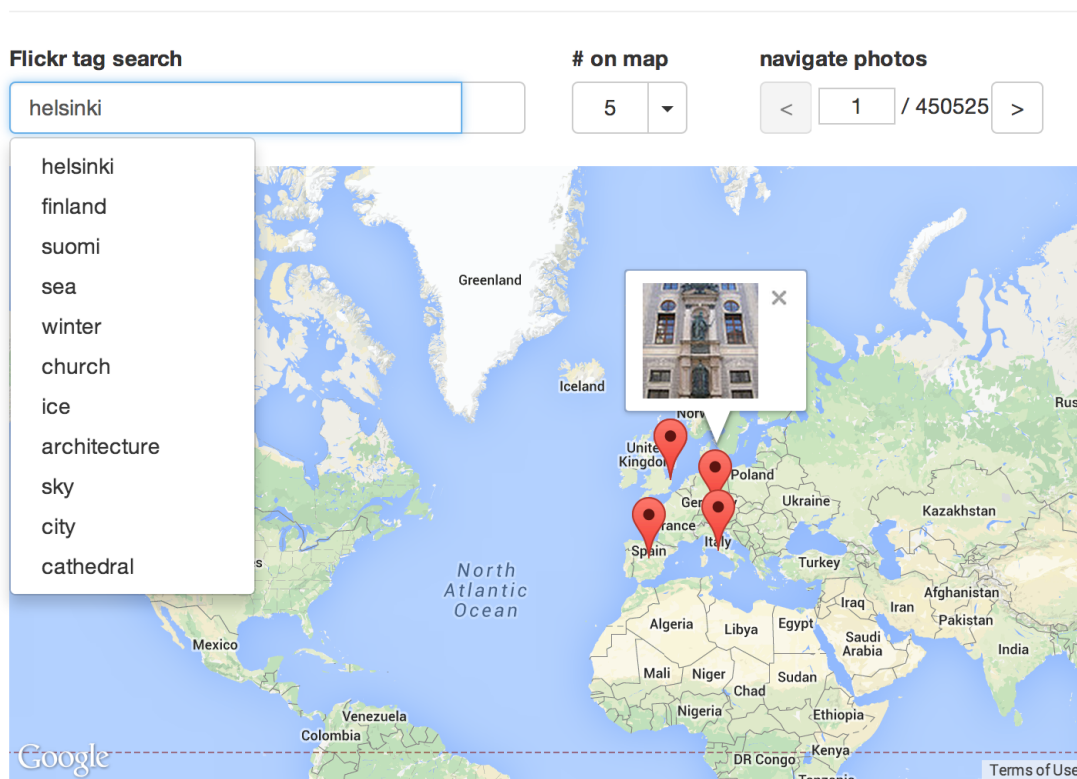 Flickr tag search
# on map
navigate photos
helsinki
5
<
1
/ 450525
>
helsinki
finland
suomi
sea
winter
church
ice
architecture
sky
city
cathedral
Greenland
Iceland
Poland
Ukraine
Kazakhstan
Spain
Italy
Turkey
North
Atlantic
Ocean
Afghanistan
Iraq
Iran
Pakistan
Algeria
Libya
Egypt
Saudi
Arabia
India
Mexico
Mali
Niger
Sudan
Chad
Nigeria
Ethiopia
Venezuela
Colombia
Kenya
DR Congo
Google
Terms of Use